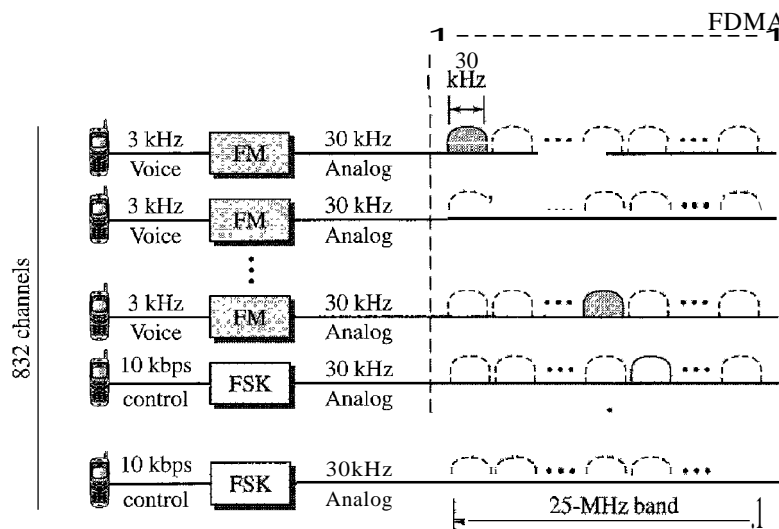 FDMA
30
kHz
3 kHz FM 30 kHz
Voice Analog
3 kHz FM 30 kHz
Voice Analog
3 kHz FM 30 kHz
Voice Analog
832 channels
10 kbps FSK 30 kHz
control Analog
10 kbps FSK 30kHz
control Analog
25-MHz band